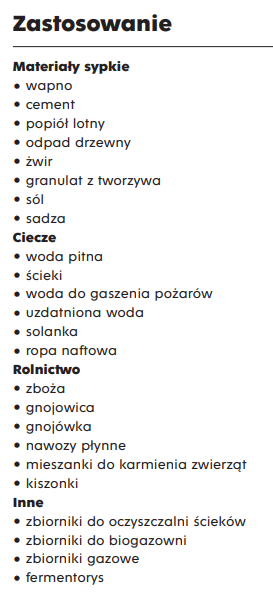 Zastosowanie
Materiały sypkie
• wapno
• cement
• popiół lotny
• odpad drzewny
• żwir
• granulat z tworzywa
• sól
• sadza
Ciecze
• woda pitna
• ścieki
• woda do gaszenia pożarów
• uzdatniona woda
• solanka
• ropa naftowa
Rolnictwo
• zboża
• gnojowica
• gnojówka
• nawozy płynne
• mieszanki do karmienia zwierząt
• kiszonki
Inne
• zbiorniki do oczyszczalni ścieków
• zbiorniki do biogazowni
• zbiorniki gazowe
• fermentorys